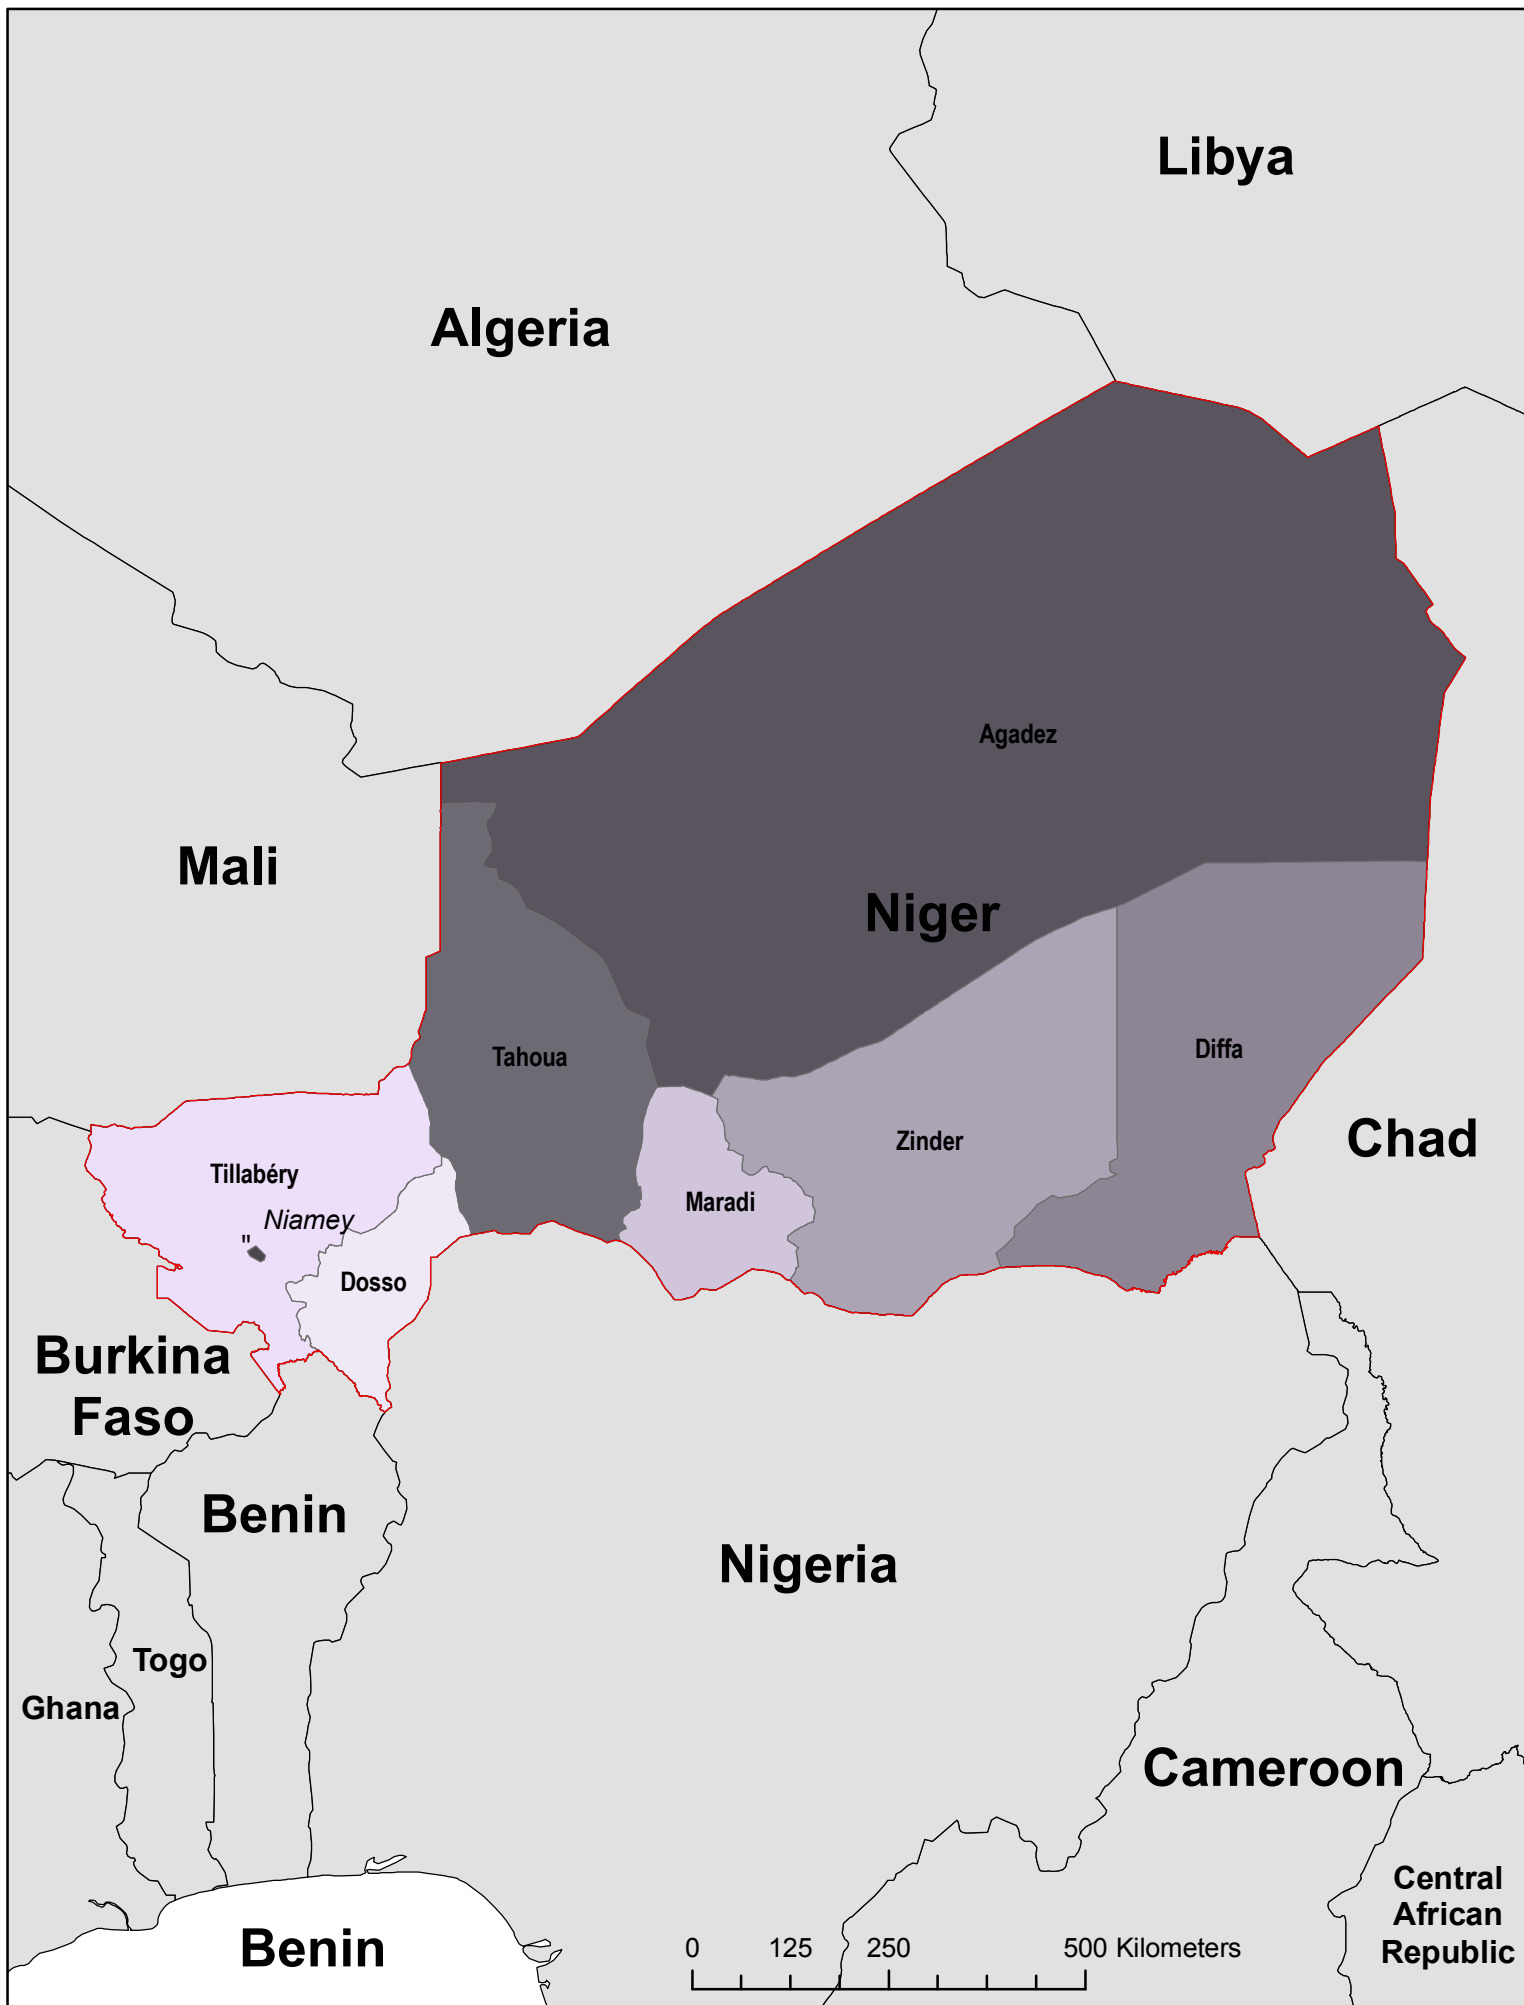 Libya
Algeria
Agadez
Mali
Niger
Tahoua
Diffa
Zinder
Chad
Tillabéry
Maradi
Niamey
"
Dosso
Burkina
Faso
Benin
Nigeria
Togo
Ghana
Cameroon
Central
African
Republic
Benin
0 125 250 500 Kilometers